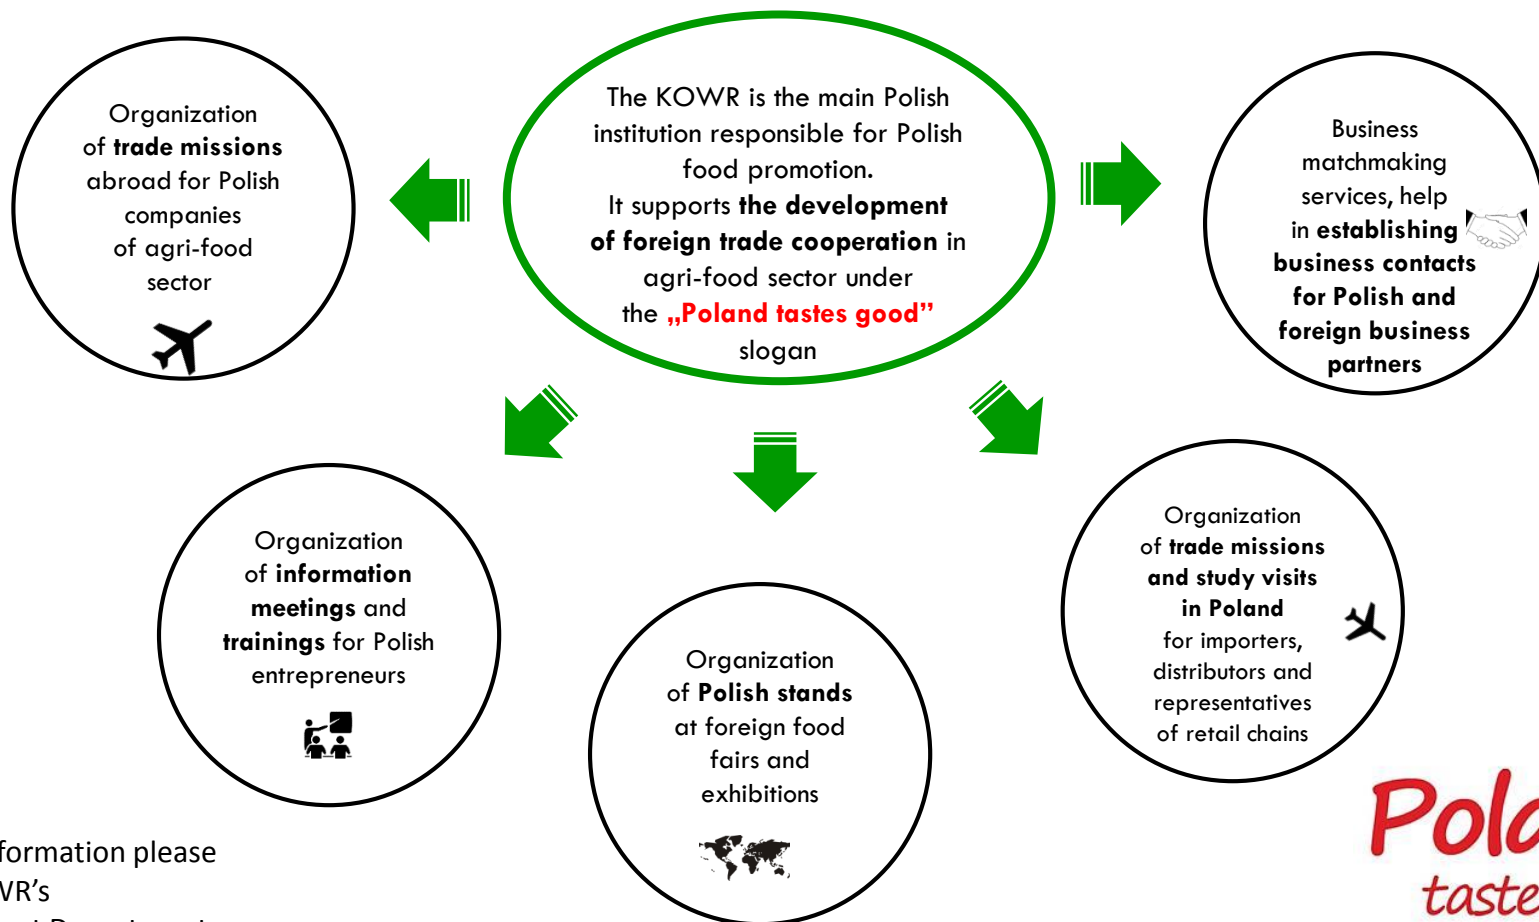 The KOWR is the main Polish
institution responsible for Polish
food promotion.
It supports the development
of foreign trade cooperation in
agri-food sector under
the „Poland tastes good”
slogan
Organization
of trade missions
abroad for Polish
companies
of agri-food
sector
Business
matchmaking
services, help
in establishing
business contacts
for Polish and
foreign business
partners
Organization
of information
meetings and
trainings for Polish
entrepreneurs
Organization
of Polish stands
at foreign food
fairs and
exhibitions
Organization
of trade missions
and study visits
in Poland
for importers,
distributors and
representatives
of retail chains
formation please
WR’s